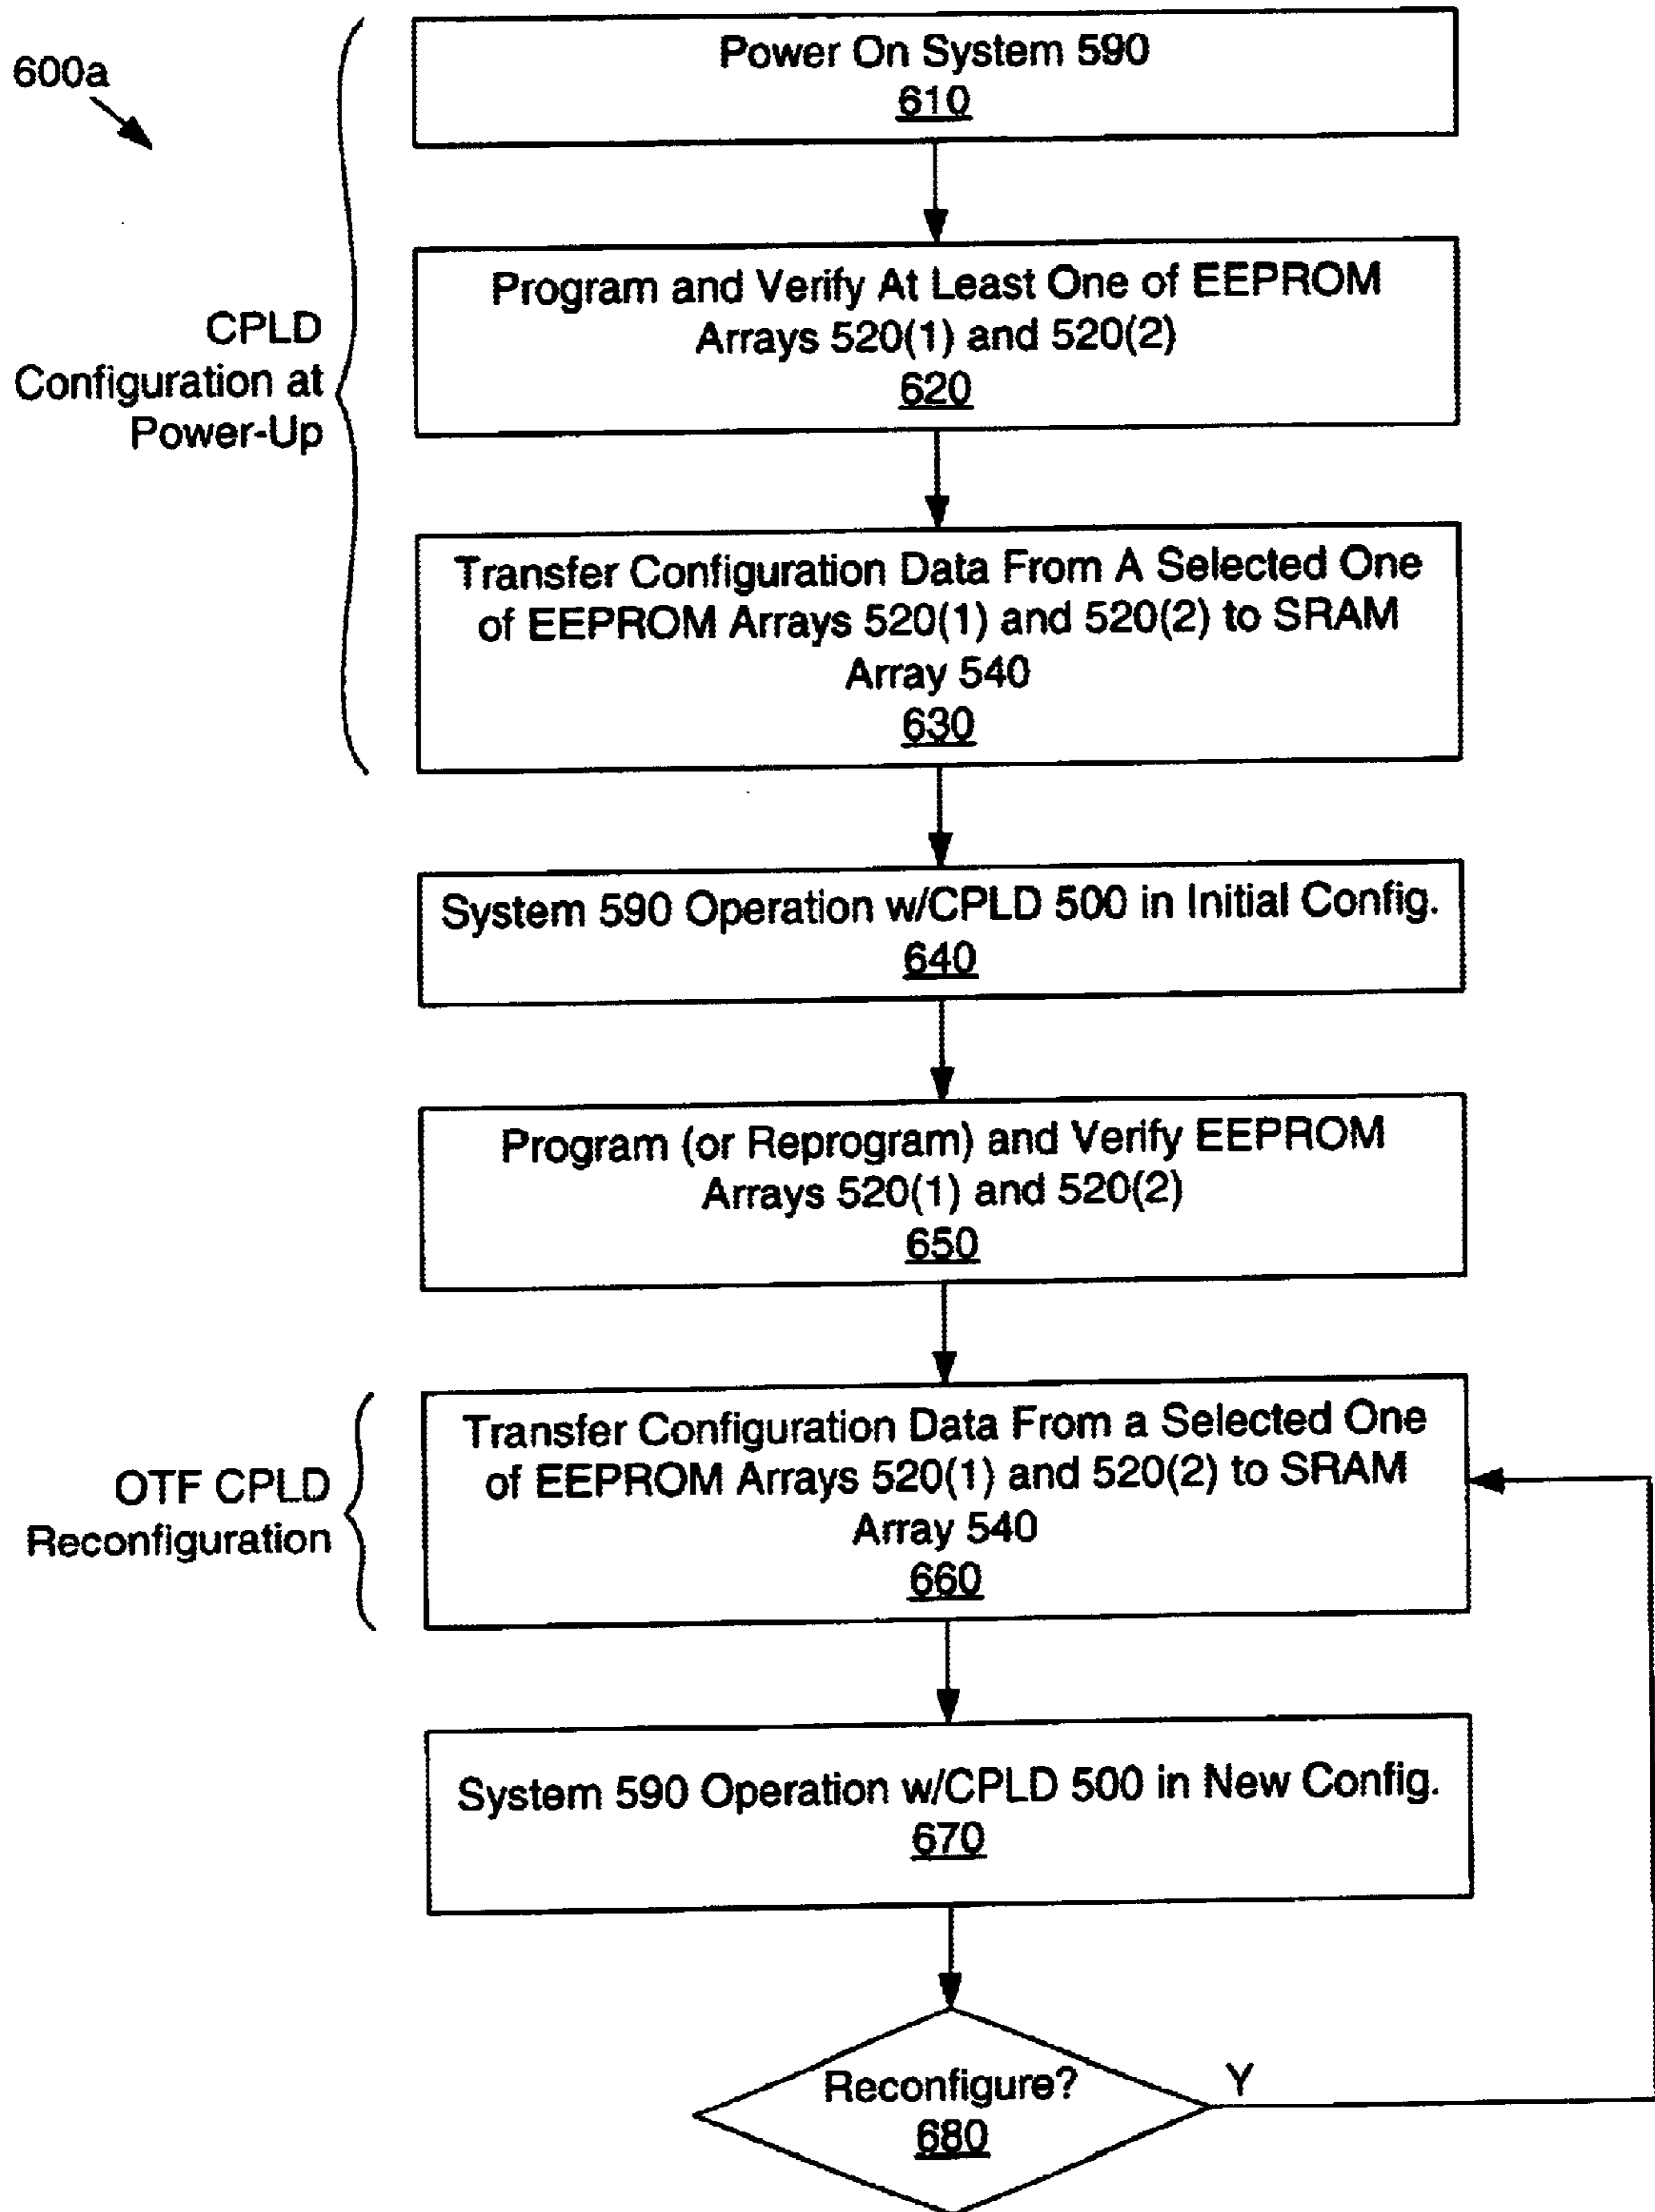 600a
Power On System 590
610
CPLD
Configuration at
Power-Up
Program and Verify At Least One of EEPROM
Arrays 520(1) and 520(2)
620
Transfer Configuration Data From A Selected One
of EEPROM Arrays 520(1) and 520(2) to SRAM
Array 540
630
System 590 Operation w/CPLD 500 in Initial Config.
640
Program (or Reprogram) and Verify EEPROM
Arrays 520(1) and 520(2)
650
OTF CPLD
Reconfiguration
Transfer Configuration Data From a Selected One
of EEPROM Arrays 520(1) and 520(2) to SRAM
Array 540
660
System 590 Operation w/CPLD 500 in New Config.
670
Reconfigure?
680
Y